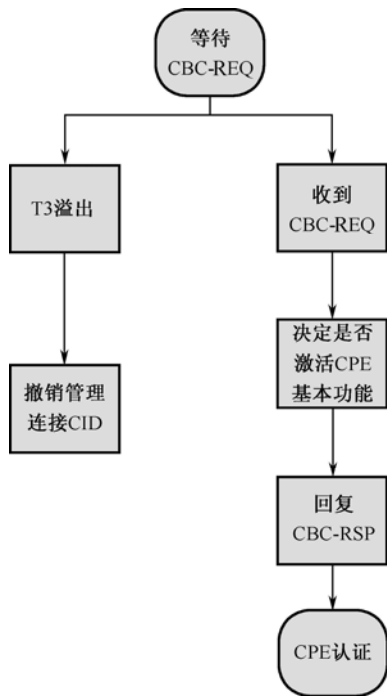 等待
CBC-REQ
T3溢出
收到
CBC-REQ
撤销管理
连接CID
决定是否
激活CPE
基本功能
回复
CBC-RSP
CPE认证